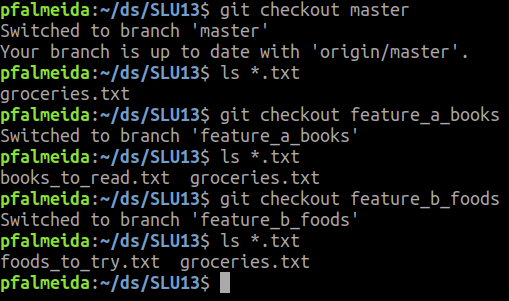 pfalmeida:~/ds/SLU13$ git checkout master
Switched to branch 'master'
Your branch is up to date with 'origin/master'.
pfalmeida:~/ds/SLU13$ ls *.txt
groceries.txt
pfalmeida:~/ds/SLU13$ git checkout feature_a_books
Switched to branch 'feature_a_books'
pfalmeida:~/ds/SLU13$ ls *.txt
books_to_read.txt  groceries.txt
pfalmeida:~/ds/SLU13$ git checkout feature_b_foods
Switched to branch 'feature_b_foods'
pfalmeida:~/ds/SLU13$ ls *.txt
foods_to_try.txt  groceries.txt
pfalmeida:~/ds/SLU13$